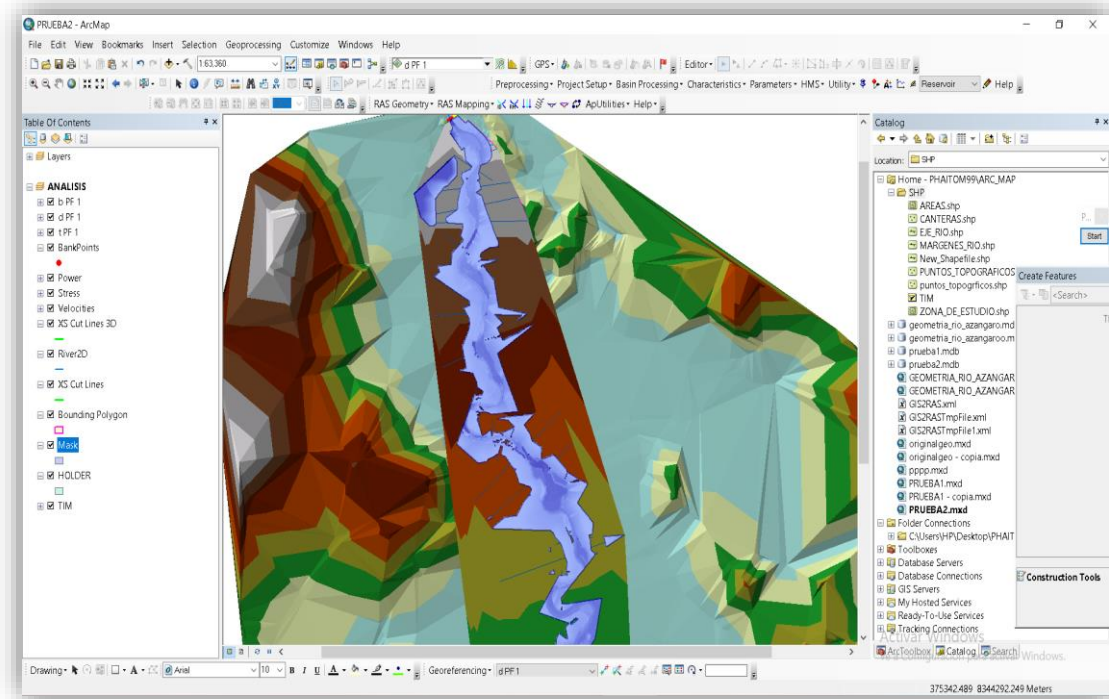 PRUEBA2 - ArcMap
File Edit View Bookmarks Insert Selection Geoprocessing Customize Windows Help
1:63,360 d PF 1 GPS Editor
Preprocessing Project Setup Basin Processing Characteristics Parameters HMS Utility Reservoir Help
RAS Geometry RAS Mapping ApUtilities Help
Table Of Contents
Layers
ANALISIS
b PF 1
d PF 1
t PF 1
BankPoints
Power
Stress
Velocities
XS Cut Lines 3D
River2D
XS Cut Lines
Bounding Polygon
Mask
HOLDER
TIM
Catalog
Location: SHP
Home - PHAITOM99\ARC_MAP
SHP
AREAS.shp
CANTERAS.shp
EJE_RIO.shp
MARGENES_RIO.shp
New_Shapefile.shp
PUNTOS_TOPOGRAFICOS
puntos_topogrficos.shp
TIM
ZONA_DE_ESTUDIO.shp
geometria_rio_azangaro.md
geometria_rio_azangaroo.m
prueba1.mdb
prueba2.mdb
GEOMETRIA_RIO_AZANGAR
GEOMETRIA_RIO_AZANGAR
GIS2RAS.xml
GIS2RASTmpFile.xml
GIS2RASTmpFile1.xml
originalgeo.mxd
originalgeo - copia.mxd
pppp.mxd
PRUEBA1.mxd
PRUEBA1 - copia.mxd
PRUEBA2.mxd
Folder Connections
C:\Users\HP\Desktop\PHAIT
Toolboxes
Database Servers
Database Connections
GIS Servers
My Hosted Services
Ready-To-Use Services
Tracking Connections
P...
Start
Create Features
<Search>
Construction Tools
Activar Windows
ArcToolbox Catalog Search
Windows.
Drawing Arial 10 B I U A Georeferencing d PF 1
375342.489 8344292.249 Meters